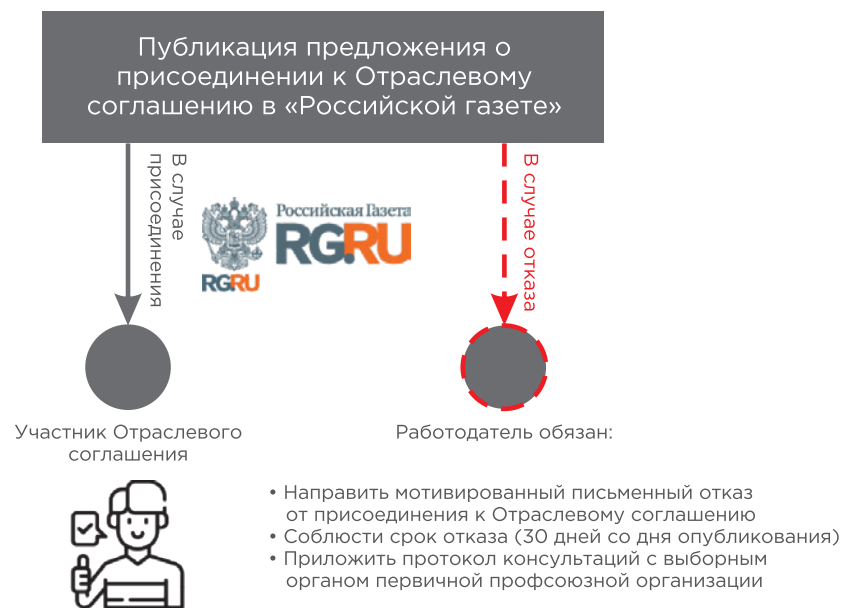 Публикация предложения о
присоединении к Отраслевому
соглашению в «Российской газете»
В случае
присоединения
Российская Газета
RG.RU
RG.RU
В случае отказа
Участник Отраслевого
соглашения
Работодатель обязан:
• Направить мотивированный письменный отказ
от присоединения к Отраслевому соглашению
• Соблюсти срок отказа (30 дней со дня опубликования)
• Приложить протокол консультаций с выборным
органом первичной профсоюзной организации